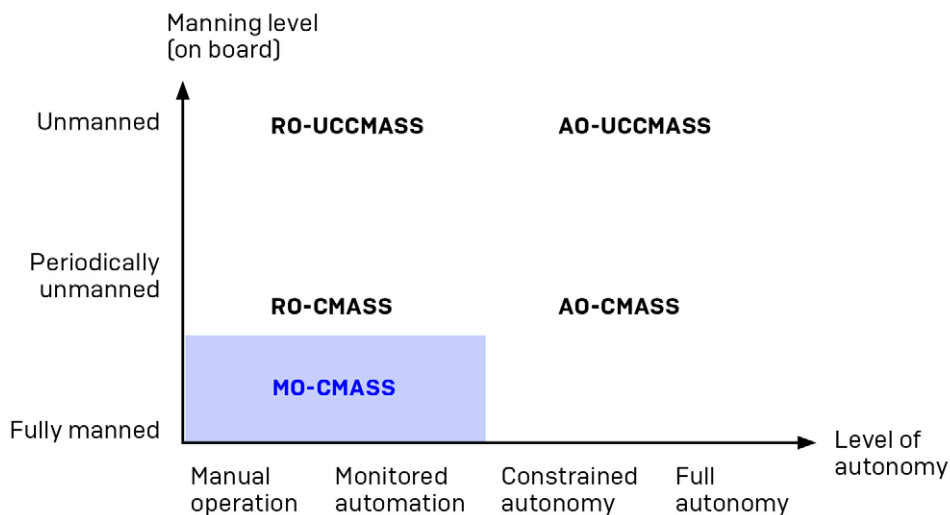 Manning level
(on board)
Unmanned
RO-UCCMASS
AO-UCCMASS
Periodically
unmanned
RO-CMASS
AO-CMASS
MO-CMASS
Fully manned
Level of
autonomy
Manual
operation
Monitored
automation
Constrained
autonomy
Full
autonomy